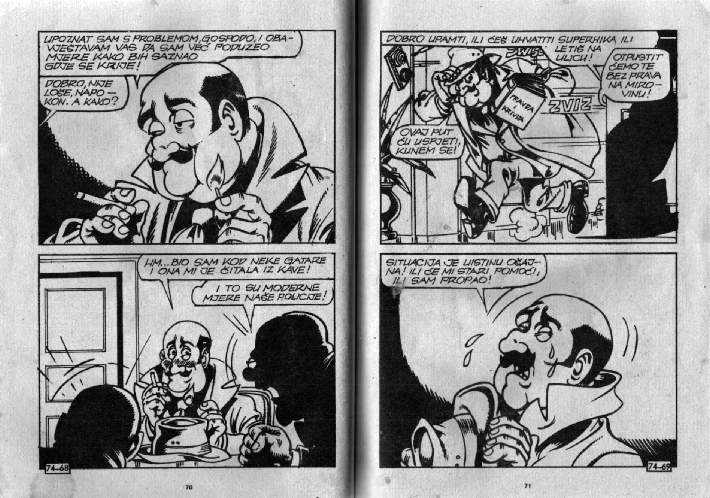 UPOZNAT SAM S PROBLEMOM, GOSPODO, I OBA-
VJEŠTAVAM VAS DA SAM VEĆ PODUZEO
MJERE KAKO BIH SAZNAO
GDJE SE KRIJE!
DOBRO, NIJE
LOŠE, NAPO-
KON. A KAKO?
HM... BIO SAM KOD NEKE GATARE
I ONA MI JE ČITALA IZ KAVE!
I TO SU MODERNE
MJERE NAŠE POLICIJE!
74-68
70
DOBRO UPAMTI, ILI ĆEŠ UHVATITI SUPERHIKA ILI
LETIŠ NA
ULICU!
OTPUSTIT
ĆEMO TE
BEZ PRAVA
NA MIRO-
VINU!
ZVIZ
PRAVDA
I
KRIVDA
OVAJ PUT
ĆU USPJETI,
KUNEM SE!
SITUACIJA JE UISTINU OČAJ-
NA! ILI ĆE MI STARI POMOĆI,
ILI SAM PROPAO!
74-69
71